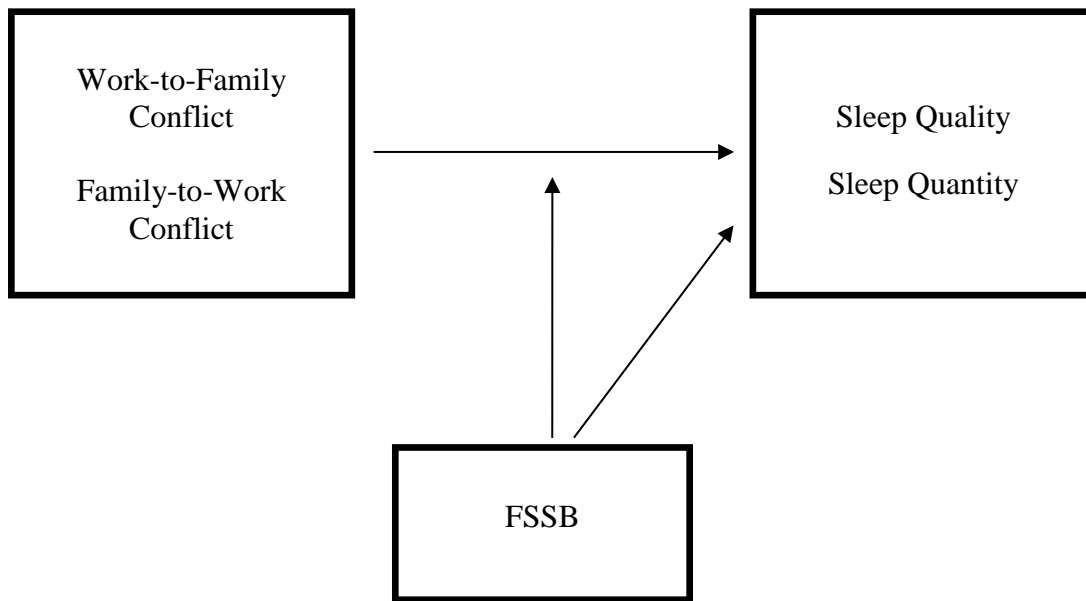 Work-to-Family
Conflict
Family-to-Work
Conflict
Sleep Quality
Sleep Quantity
FSSB